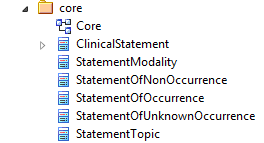 core
Core
ClinicalStatement
StatementModality
StatementOfNonOccurrence
StatementOfOccurrence
StatementOfUnknownOccurrence
StatementTopic